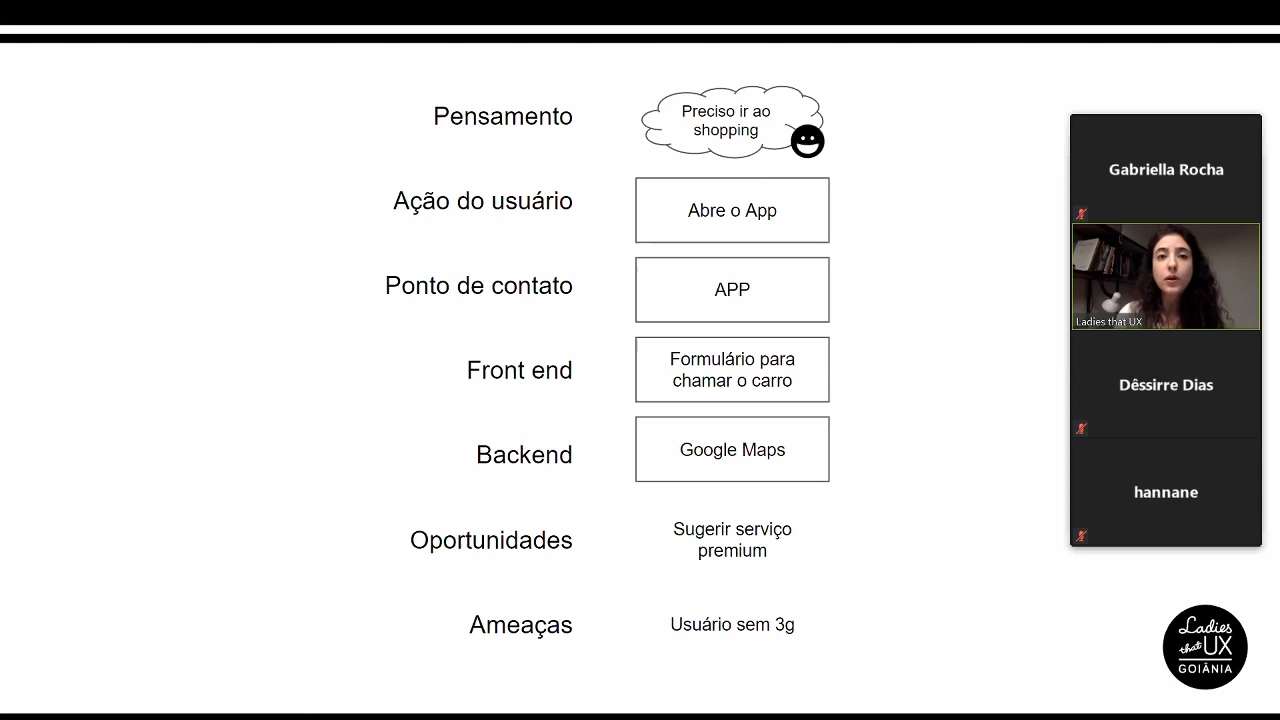 Pensamento
Preciso ir ao
shopping
Ação do usuário
Abre o App
Ponto de contato
APP
Front end
Formulário para
chamar o carro
Backend
Google Maps
Oportunidades
Sugerir serviço
premium
Ameaças
Usuário sem 3g
Gabriella Rocha
Ladies that UX
Dêssirre Dias
hannane
Ladies
that UX
GOIÂNIA